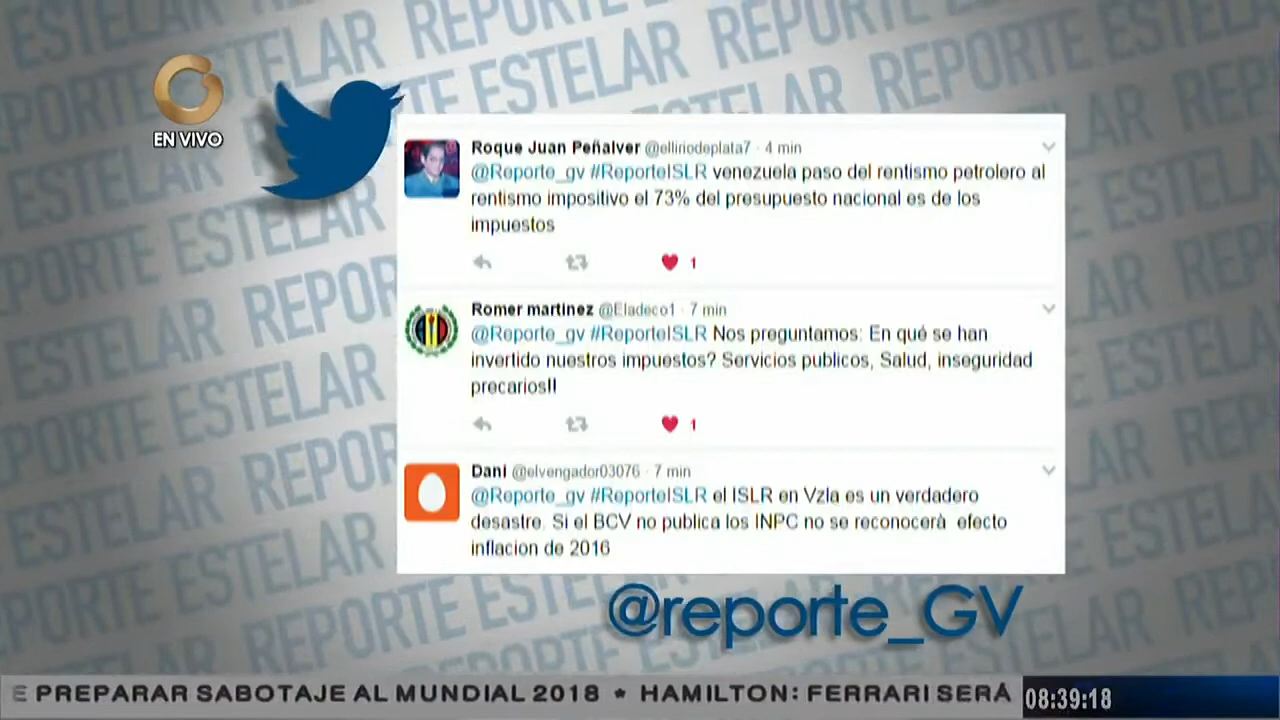 REPORTE ESTELAR
EN VIVO
Roque Juan Peñalver @elliriodeplata7 · 4 min
@Reporte_gv #ReporteISLR venezuela paso del rentismo petrolero al
rentismo impositivo el 73% del presupuesto nacional es de los
impuestos
1
Romer martinez @Eladeco1 · 7 min
@Reporte_gv #ReporteISLR Nos preguntamos: En qué se han
invertido nuestros impuestos? Servicios publicos, Salud, inseguridad
precarios!!
1
Dani @elvengador03076 · 7 min
@Reporte_gv #ReporteISLR el ISLR en Vzla es un verdadero
desastre. Si el BCV no publica los INPC no se reconocerà efecto
inflacion de 2016
@reporte_GV
E PREPARAR SABOTAJE AL MUNDIAL 2018 * HAMILTON: FERRARI SERÁ
08:39:18